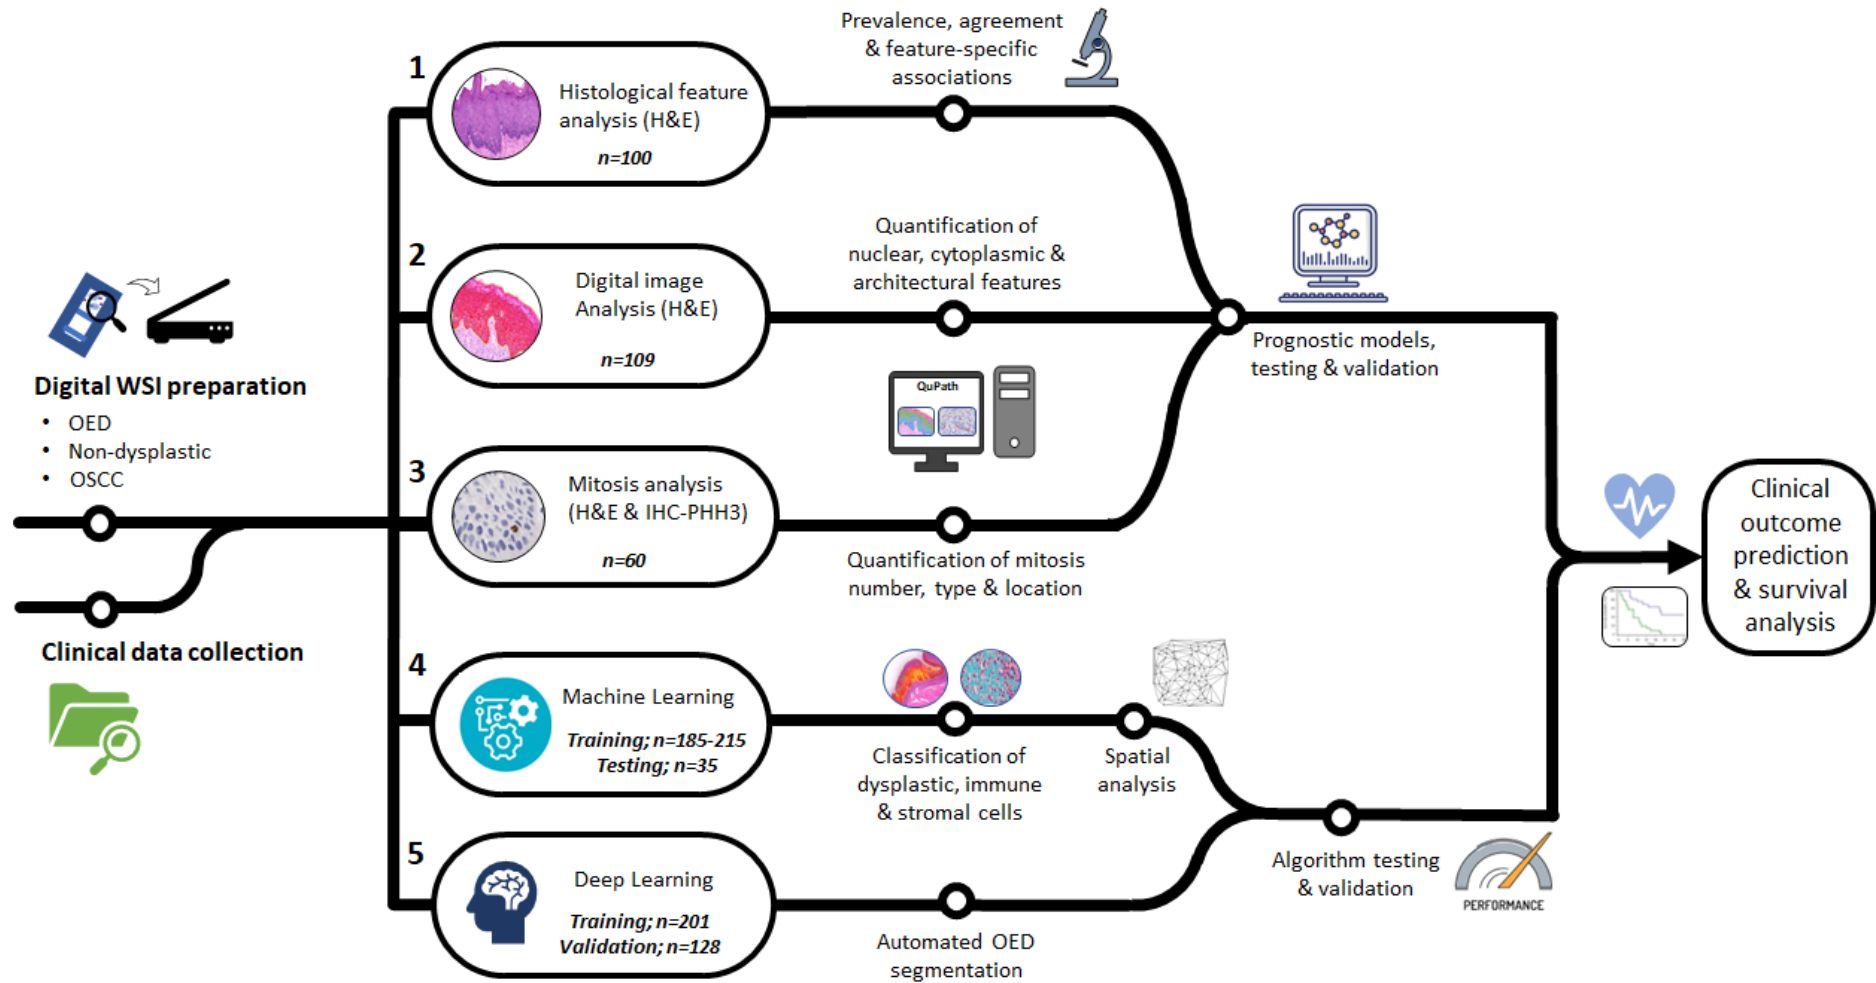 Digital WSI preparation
• OED
• Non-dysplastic
• OSCC
Clinical data collection
1
Histological feature
analysis (H&E)
n=100
Prevalence, agreement
& feature-specific
associations
2
Digital image
Analysis (H&E)
n=109
Quantification of
nuclear, cytoplasmic &
architectural features
QuPath
3
Mitosis analysis
(H&E & IHC-PHH3)
n=60
Quantification of mitosis
number, type & location
Prognostic models,
testing & validation
4
Machine Learning
Training; n=185-215
Testing; n=35
Classification of
dysplastic, immune
& stromal cells
Spatial
analysis
5
Deep Learning
Training; n=201
Validation; n=128
Automated OED
segmentation
Algorithm testing
& validation
PERFORMANCE
Clinical
outcome
prediction
& survival
analysis